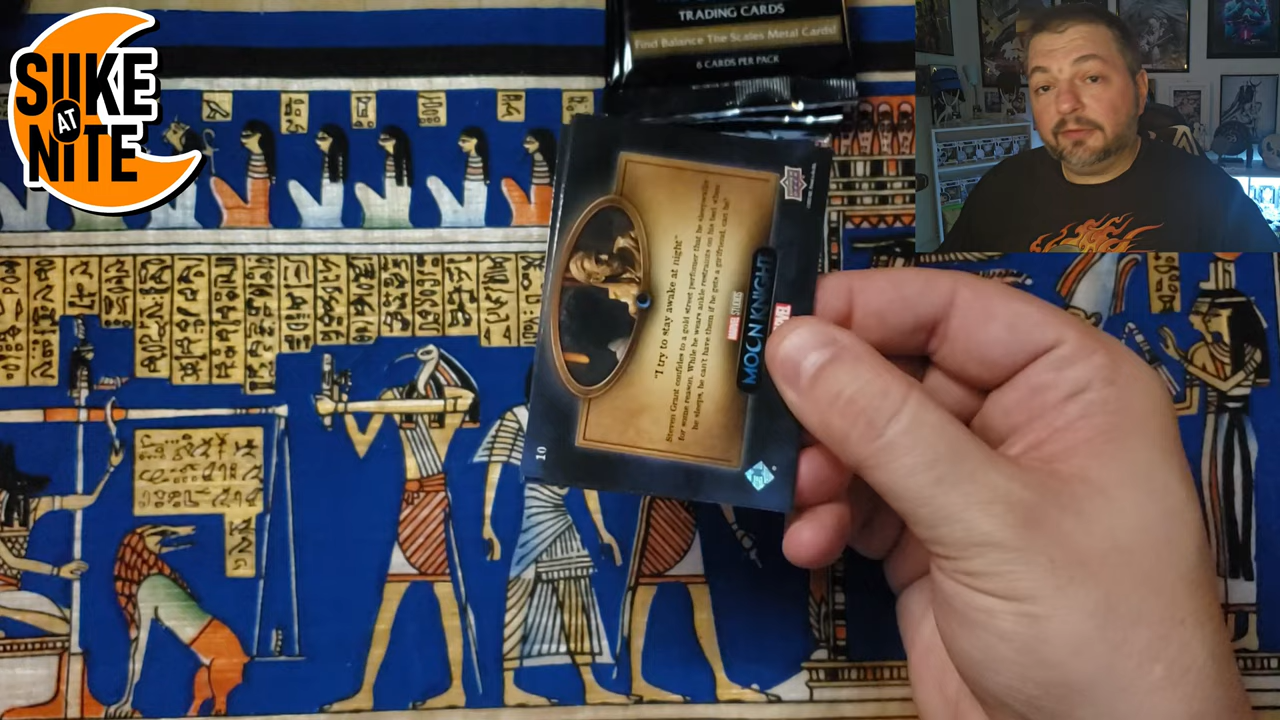 SUKE
AT
NITE
TRADING CARDS
Find Balance The Scales Metal Cards!
6 CARDS PER PACK
"I try to stay awake at night"
Steven Grant confides to a gold street performer that he sleepwalks
for some reason. While he wears ankle restraints on his bed when
he sleeps, he can't have them if he gets a girlfriend, can he?
MARVEL STUDIOS
MOON KNIGHT
10